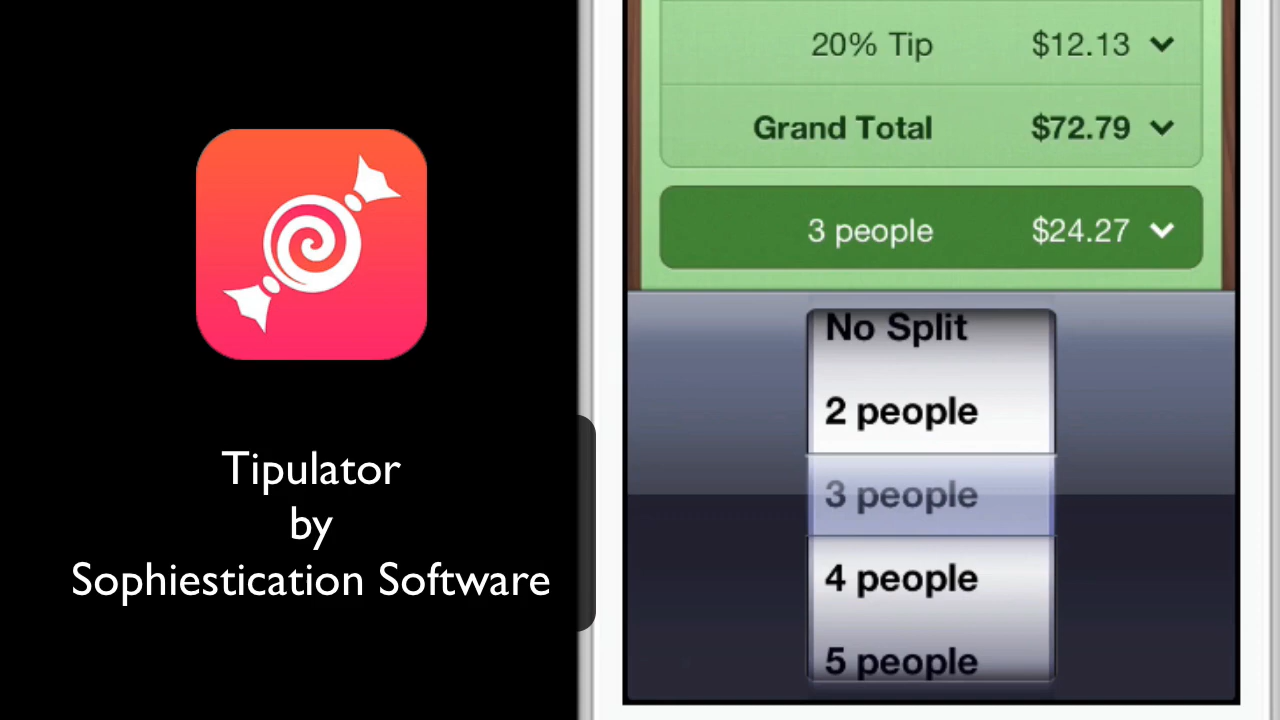 Tipulator
by
Sophiestication Software
20% Tip $12.13
Grand Total $72.79
3 people $24.27
No Split
2 people
3 people
4 people
5 people